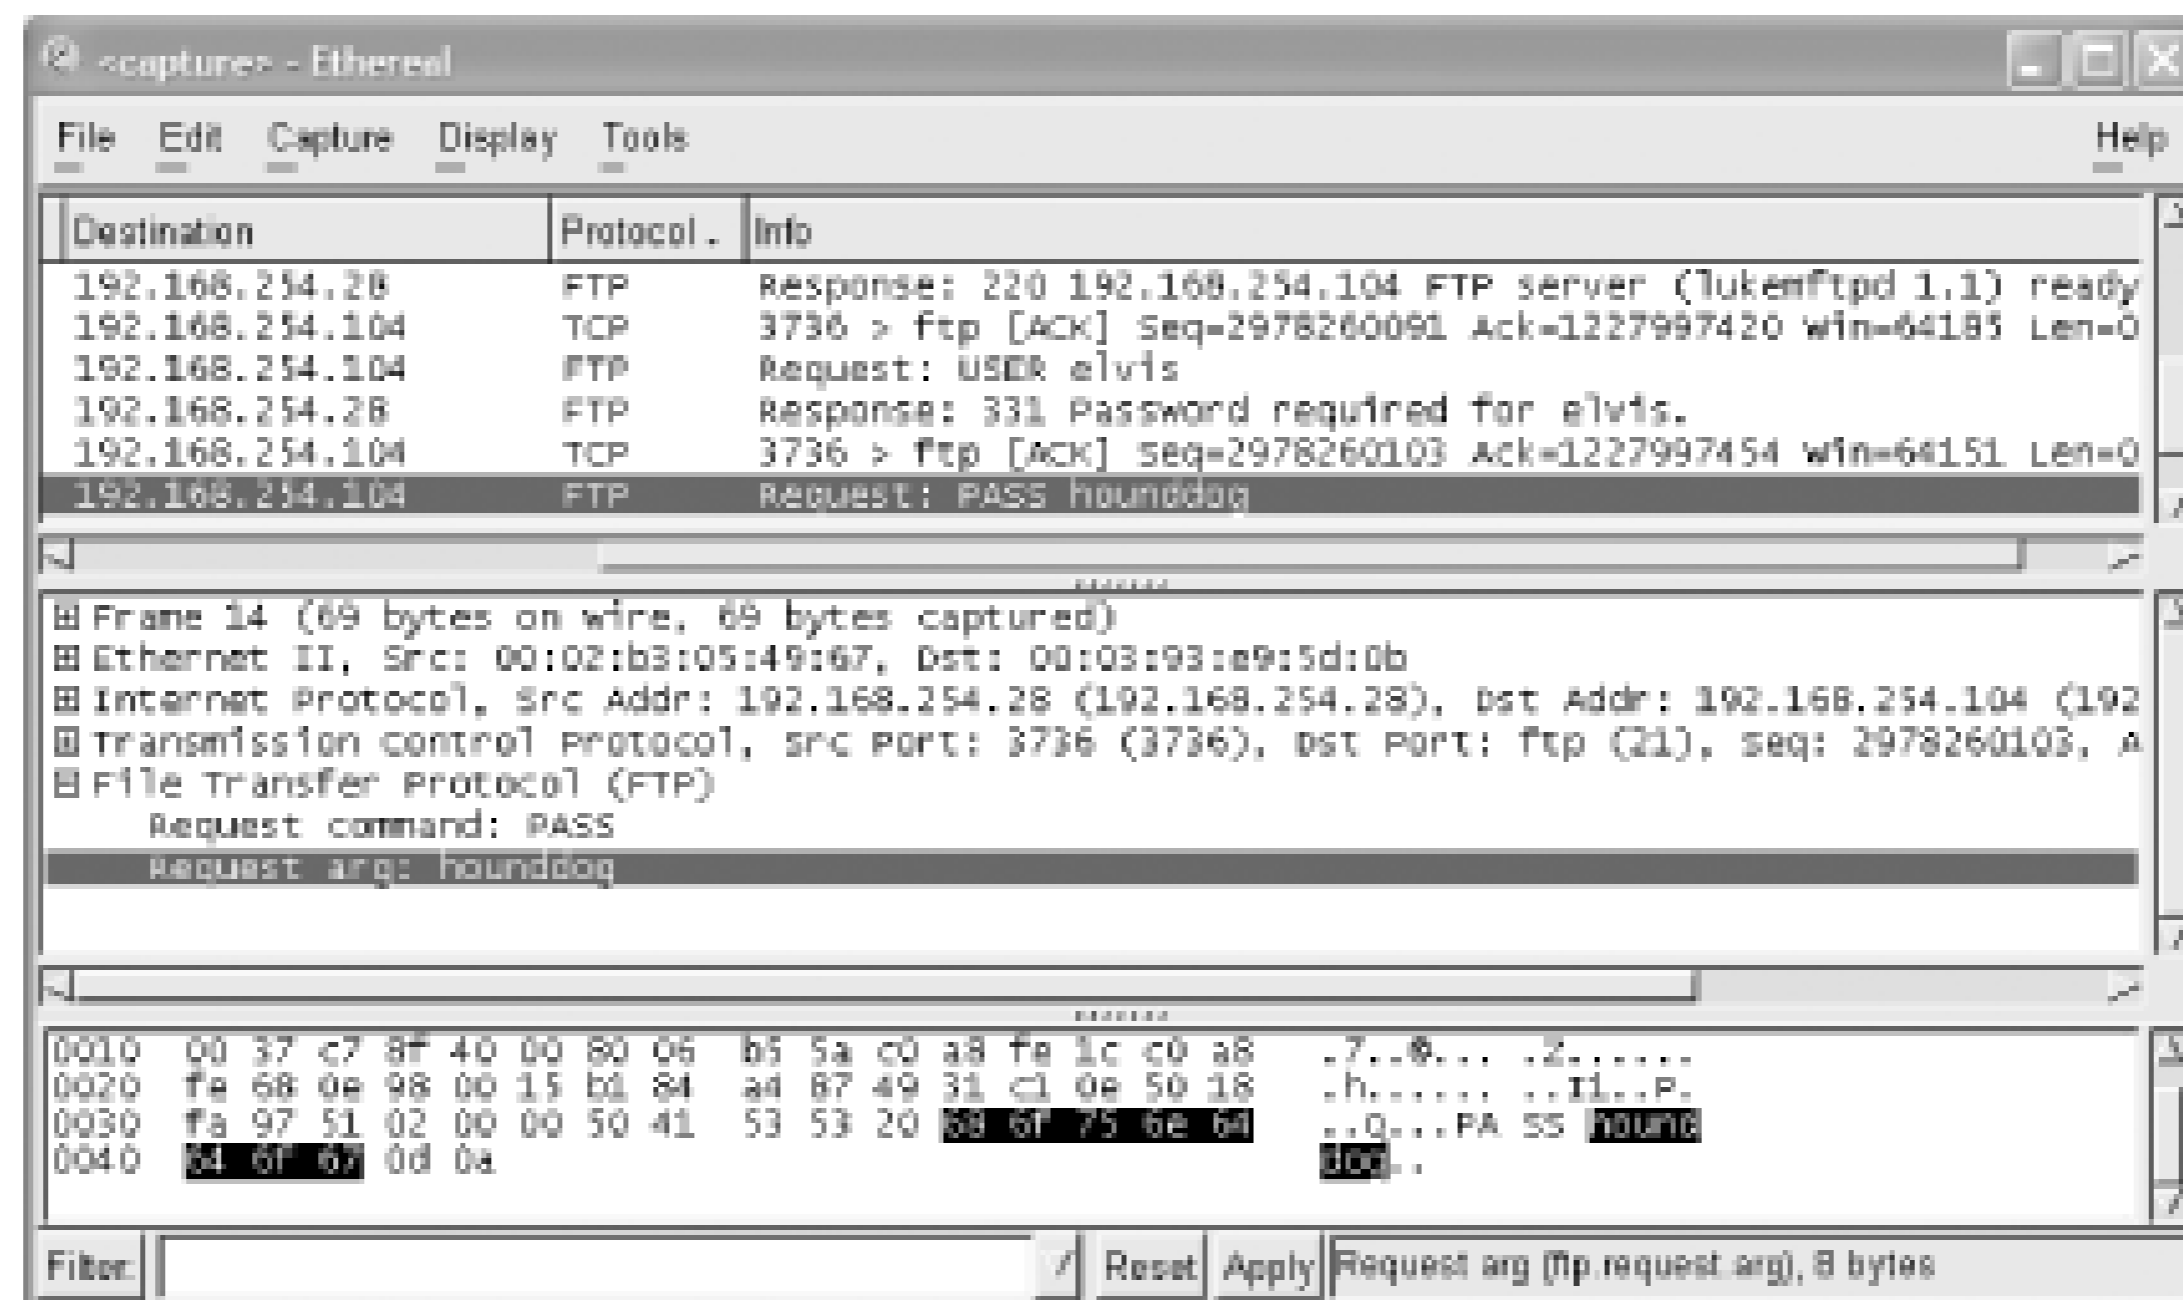 <capture> - Ethereal
File Edit Capture Display Tools Help
Destination Protocol . Info
192.168.254.28 FTP Response: 220 192.168.254.104 FTP server (lukemftpd 1.1) ready
192.168.254.104 TCP 3736 > ftp [ACK] Seq=2978260091 Ack=1227997420 Win=64185 Len=0
192.168.254.104 FTP Request: USER elvis
192.168.254.28 FTP Response: 331 Password required for elvis.
192.168.254.104 TCP 3736 > ftp [ACK] Seq=2978260103 Ack=1227997454 Win=64151 Len=0
192.168.254.104 FTP Request: PASS hounddog
Frame 14 (69 bytes on wire, 69 bytes captured)
Ethernet II, Src: 00:02:b3:05:49:67, Dst: 00:03:93:e9:5d:0b
Internet Protocol, Src Addr: 192.168.254.28 (192.168.254.28), Dst Addr: 192.168.254.104 (192
Transmission Control Protocol, Src Port: 3736 (3736), Dst Port: ftp (21), Seq: 2978260103, A
File Transfer Protocol (FTP)
Request command: PASS
Request arg: hounddog
0010 00 37 c7 8f 40 00 80 06 b5 5a c0 a8 fe 1c c0 a8 .7..@... .Z......
0020 fe 68 0e 98 00 15 b1 84 a4 87 49 31 c1 0e 50 18 .h...... ..I1..P.
0030 fa 97 51 02 00 00 50 41 53 53 20 68 6f 75 6e 64 ..Q...PA SS hound
0040 64 6f 67 0d 0a dog..
Filter: Reset Apply Request arg (ftp.request.arg), 8 bytes